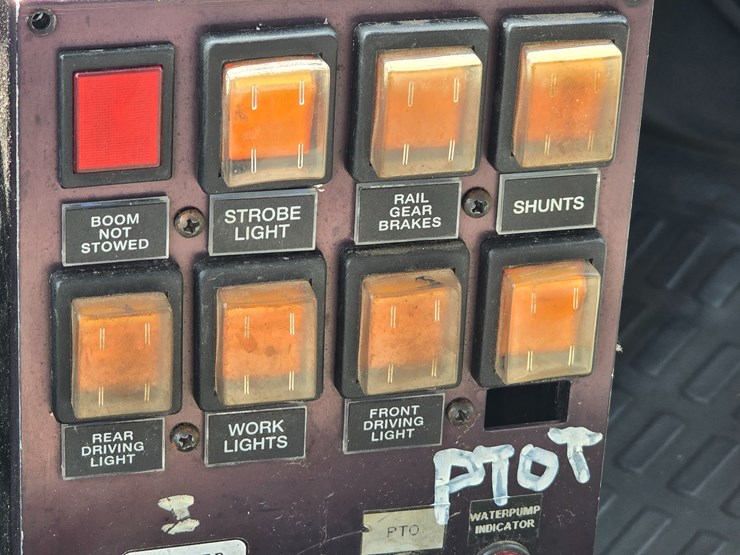 BOOM
NOT
STOWED
STROBE
LIGHT
RAIL
GEAR
BRAKES
SHUNTS
REAR
DRIVING
LIGHT
WORK
LIGHTS
FRONT
DRIVING
LIGHT
PTOT
PTO
WATERPUMP
INDICATOR